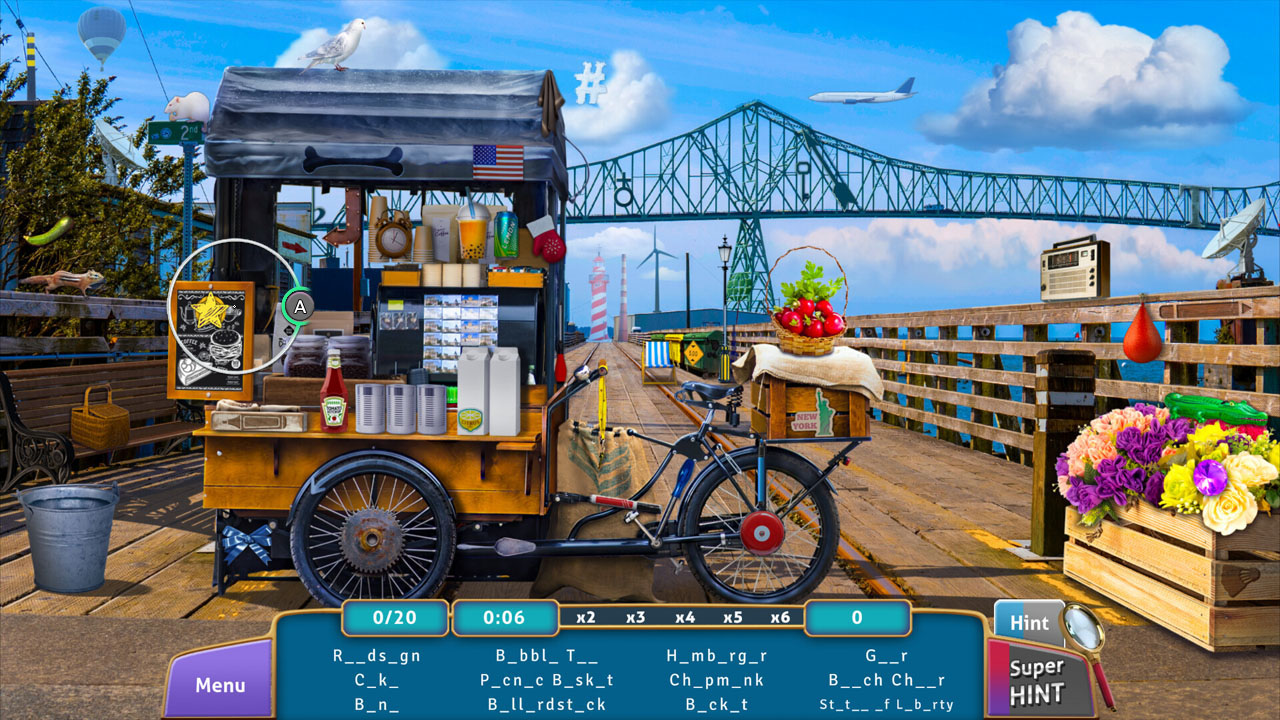 #
2nd
A
NEW
YORK
0/20
0:06
x2
x3
x4
x5
x6
0
Hint
R__ds_gn
B_bbl_ T__
H_mb_rg_r
G__r
C_k_
P_cn_c B_sk_t
Ch_pm_nk
B__ch Ch__r
B_n_
B_ll_rdst_ck
B_ck_t
St_t__ _f L_b_rty
Menu
Super
HINT